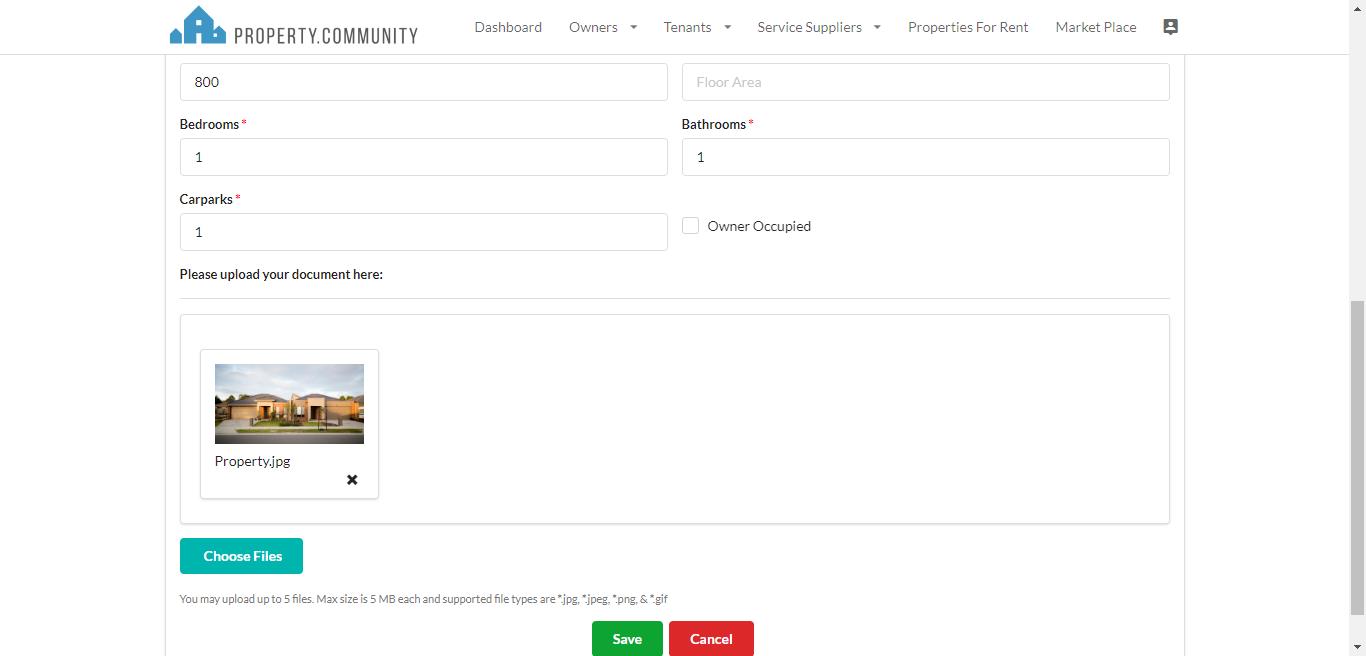 PROPERTY.COMMUNITY
Dashboard Owners Tenants Service Suppliers Properties For Rent Market Place
800 Floor Area
Bedrooms * Bathrooms *
1 1
Carparks *
1 Owner Occupied
Please upload your document here:
Property.jpg
Choose Files
You may upload up to 5 files. Max size is 5 MB each and supported file types are *.jpg, *.jpeg, *.png, & *.gif
Save Cancel